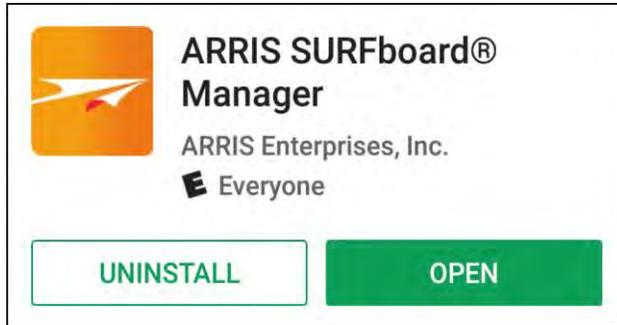 ARRIS SURFboard®
Manager
ARRIS Enterprises, Inc.
E Everyone
UNINSTALL
OPEN